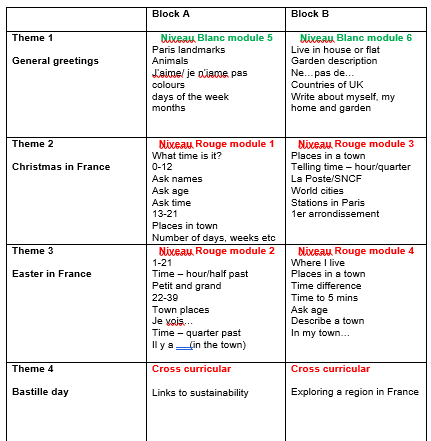 Block A
Block B
Theme 1
General greetings
Niveau Blanc module 5
Paris landmarks
Animals
J'aime/ je n'iame pas
colours
days of the week
months
Niveau Blanc module 6
Live in house or flat
Garden description
Ne…pas de…
Countries of UK
Write about myself, my
home and garden
Theme 2
Christmas in France
Niveau Rouge module 1
What time is it?
0-12
Ask names
Ask age
Ask time
13-21
Places in town
Number of days, weeks etc
Niveau Rouge module 3
Places in a town
Telling time – hour/quarter
La Poste/SNCF
World cities
Stations in Paris
1er arrondissement
Theme 3
Easter in France
Niveau Rouge module 2
1-21
Time – hour/half past
Petit and grand
22-39
Town places
Je vois…
Time – quarter past
Il y a ___(in the town)
Niveau Rouge module 4
Where I live
Places in a town
Time difference
Time to 5 mins
Ask age
Describe a town
In my town…
Theme 4
Bastille day
Cross curricular
Links to sustainability
Cross curricular
Exploring a region in France